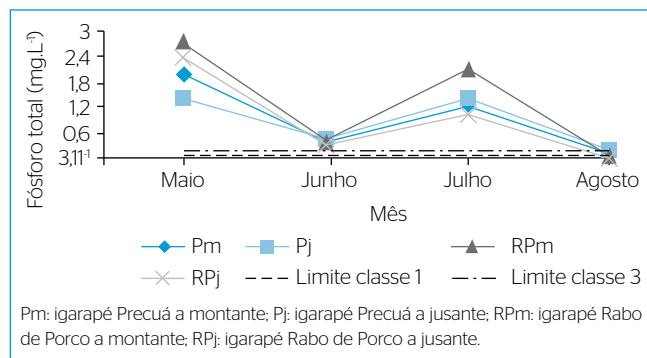 Fósforo total (mg.L⁻¹)
3
2,4
1,8
1,2
0,6
3,11⁻¹
Maio Junho Julho Agosto
Mês
Pm Pj RPm
RPj Limite classe 1 Limite classe 3
Pm: igarapé Precuá a montante; Pj: igarapé Precuá a jusante; RPm: igarapé Rabo
de Porco a montante; RPj: igarapé Rabo de Porco a jusante.